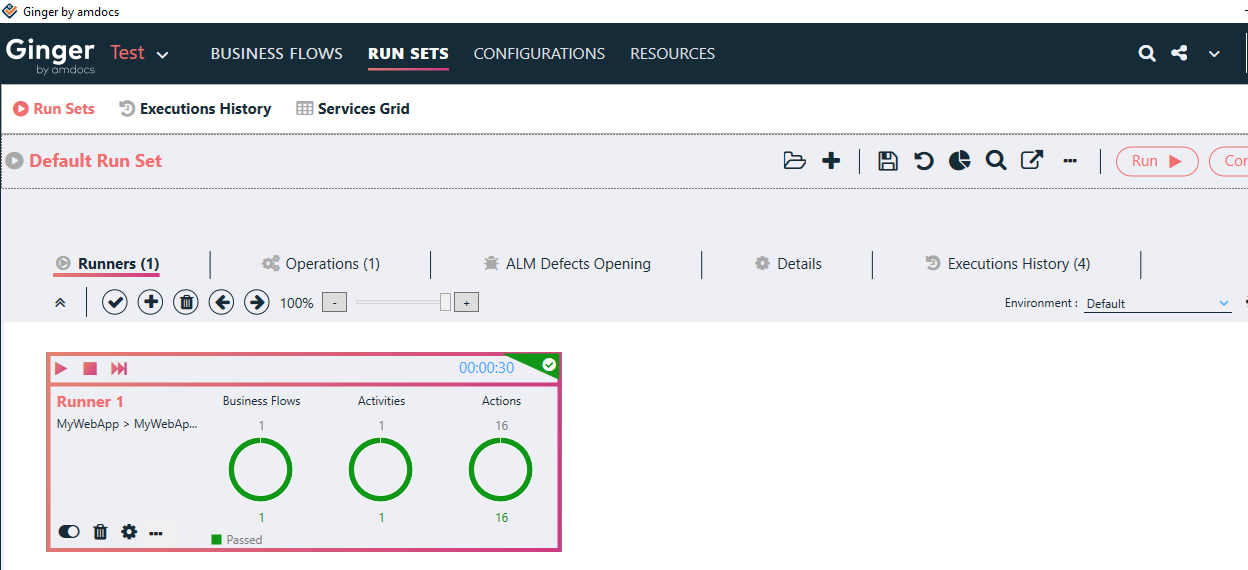 Ginger by amdocs
Ginger by amdocs Test BUSINESS FLOWS RUN SETS CONFIGURATIONS RESOURCES
Run Sets Executions History Services Grid
Default Run Set Run
Runners (1) Operations (1) ALM Defects Opening Details Executions History (4)
100% - + Environment : Default
00:00:30
Runner 1 Business Flows Activities Actions
MyWebApp > MyWebAp... 1 1 16
1 1 16
Passed